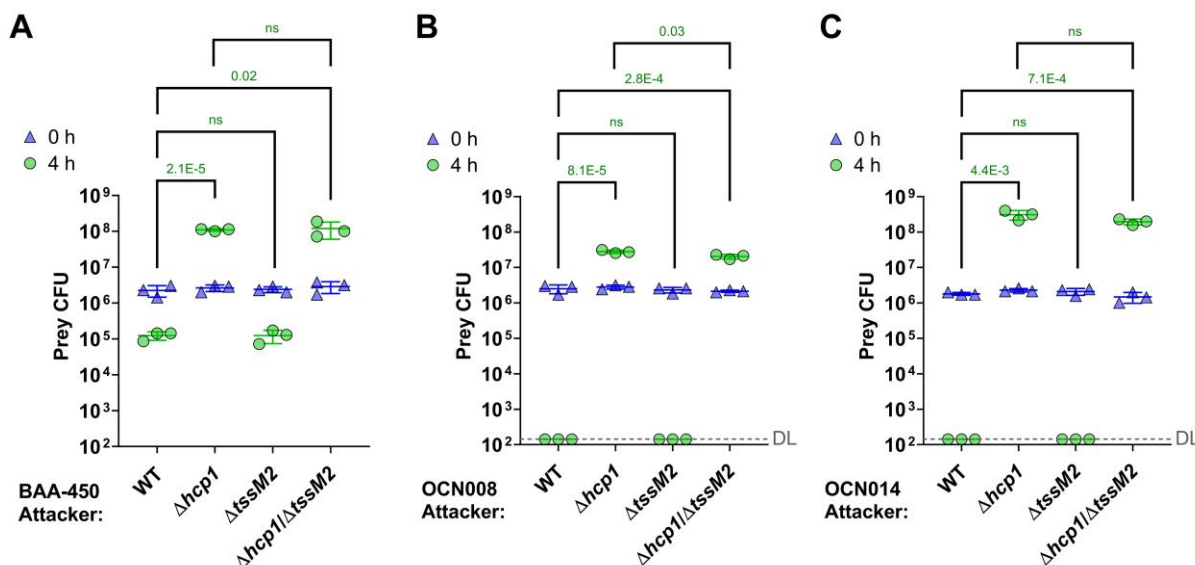 A
ns
0.02
ns
2.1E-5
0 h
4 h
Prey CFU
10⁹
10⁸
10⁷
10⁶
10⁵
10⁴
10³
10²
BAA-450
Attacker:
WT
Δhcp1
ΔtssM2
Δhcp1/ΔtssM2
B
0.03
2.8E-4
ns
8.1E-5
0 h
4 h
Prey CFU
10⁹
10⁸
10⁷
10⁶
10⁵
10⁴
10³
10²
DL
OCN008
Attacker:
WT
Δhcp1
ΔtssM2
Δhcp1/ΔtssM2
C
ns
7.1E-4
ns
4.4E-3
0 h
4 h
Prey CFU
10⁹
10⁸
10⁷
10⁶
10⁵
10⁴
10³
10²
DL
OCN014
Attacker:
WT
Δhcp1
ΔtssM2
Δhcp1/ΔtssM2